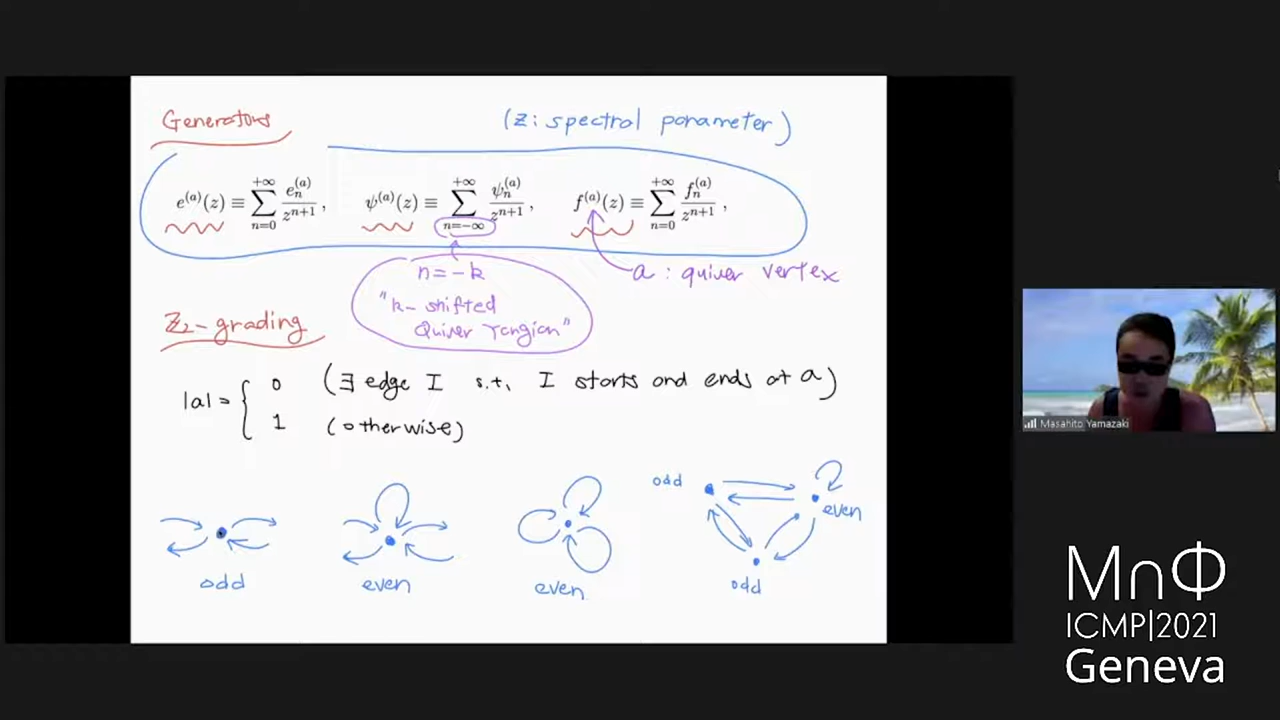 Generators
(z: spectral parameter)
e^{(a)}(z) ≡ \sum_{n=0}^{+∞} \frac{e_n^{(a)}}{z^{n+1}} , ψ^{(a)}(z) ≡ \sum_{n=-∞}^{+∞} \frac{ψ_n^{(a)}}{z^{n+1}} , f^{(a)}(z) ≡ \sum_{n=0}^{+∞} \frac{f_n^{(a)}}{z^{n+1}} ,
n = -k
a : quiver vertex
"k- shifted
Quiver Yangian"
ℤ₂-grading
|a| = { 0 (∃ edge I s.t. I starts and ends at a)
1 (otherwise)
odd
even
even
odd
even
odd
Masahito Yamazaki
M∩Φ
ICMP|2021
Geneva